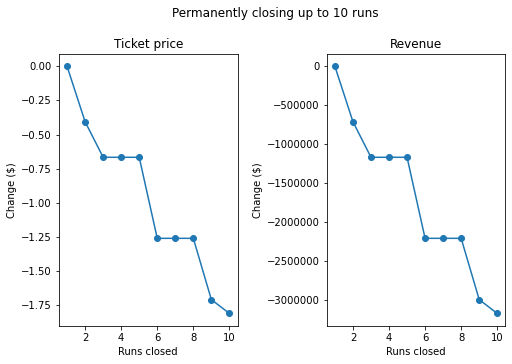 Permanently closing up to 10 runs
Ticket price
Change ($)
0.00
−0.25
−0.50
−0.75
−1.00
−1.25
−1.50
−1.75
2 4 6 8 10
Runs closed
Revenue
Change ($)
0
−500000
−1000000
−1500000
−2000000
−2500000
−3000000
2 4 6 8 10
Runs closed